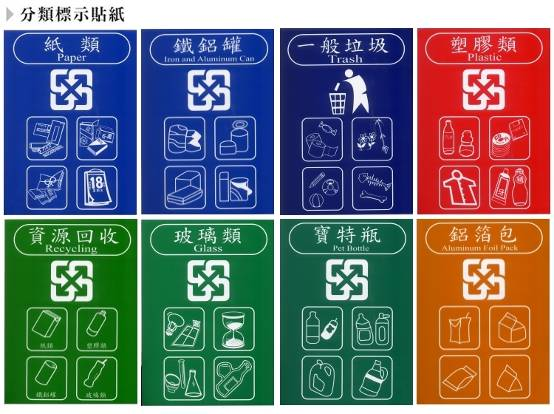 分類標示貼紙
紙類
Paper
18
鐵鋁罐
Iron and Aluminum Can
一般垃圾
Trash
塑膠類
Plastic
資源回收
Recycling
紙類
塑膠類
鐵鋁罐
玻璃類
玻璃類
Glass
寶特瓶
Pet Bottle
鋁箔包
Aluminum Foil Pack